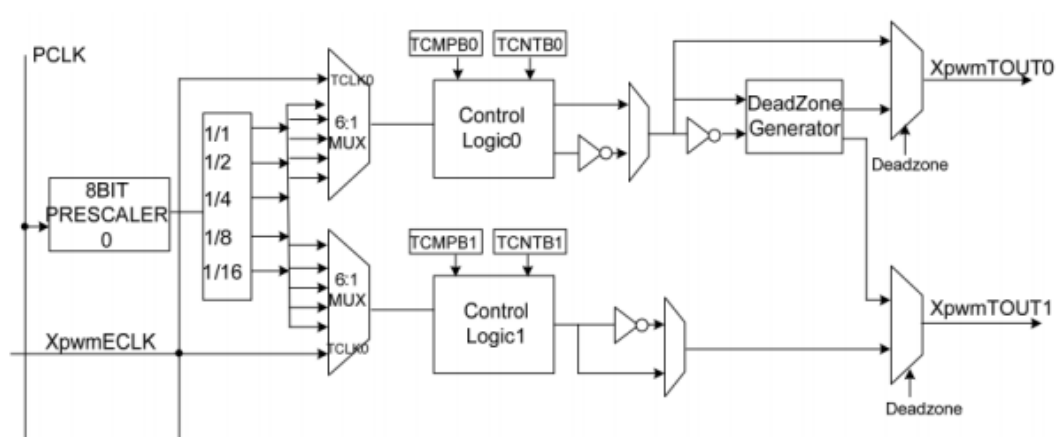 PCLK
TCMPB0
TCNTB0
XpwmTOUT0
TCLK0
6:1
MUX
Control
Logic0
DeadZone
Generator
Deadzone
1/1
1/2
1/4
1/8
1/16
8BIT
PRESCALER
0
TCMPB1
TCNTB1
6:1
MUX
TCLK0
Control
Logic1
XpwmTOUT1
XpwmECLK
Deadzone